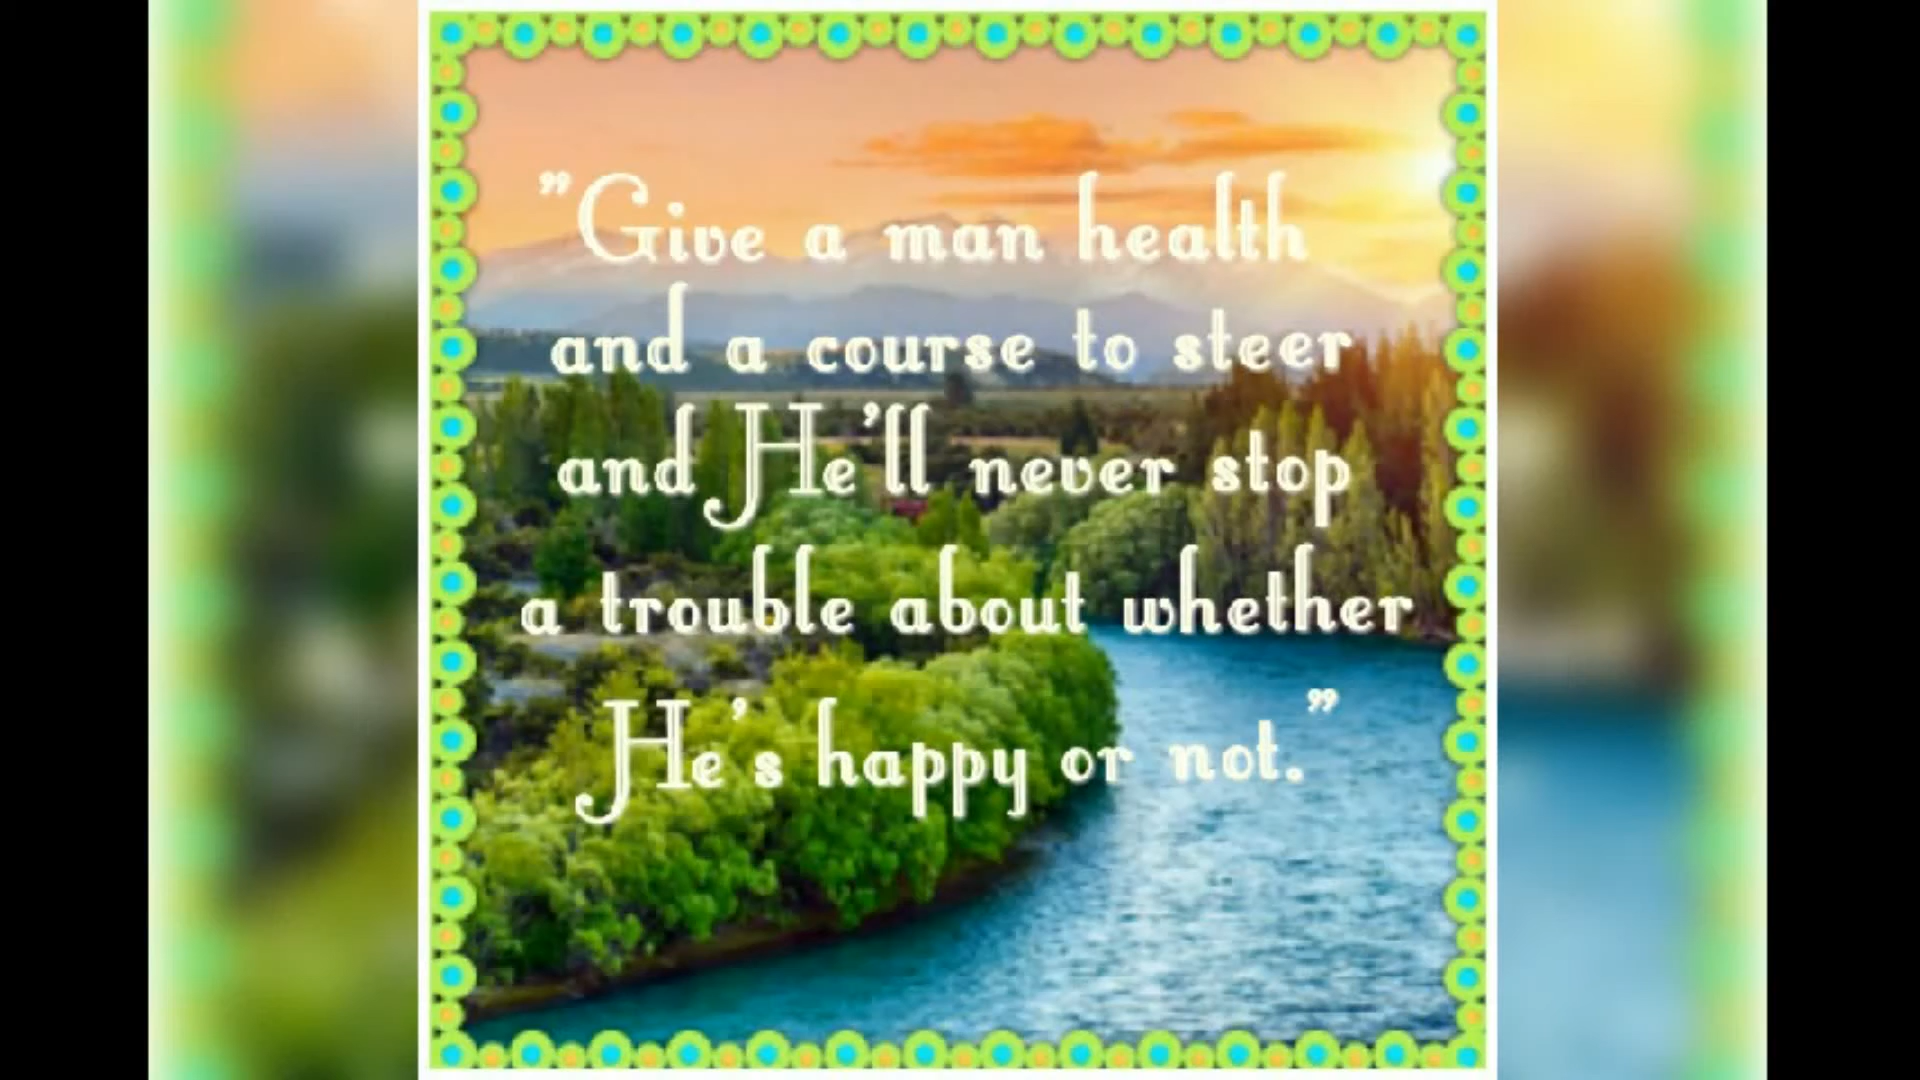 "Give a man health
and a course to steer
and He'll never stop
a trouble about whether
He's happy or not."